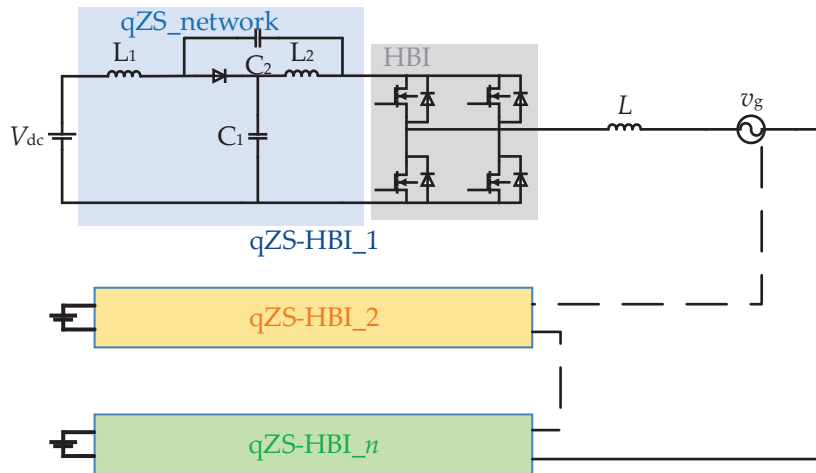 qZS_network
L1
L2
C2
HBI
L
vg
Vdc
C1
qZS-HBI_1
qZS-HBI_2
qZS-HBI_n